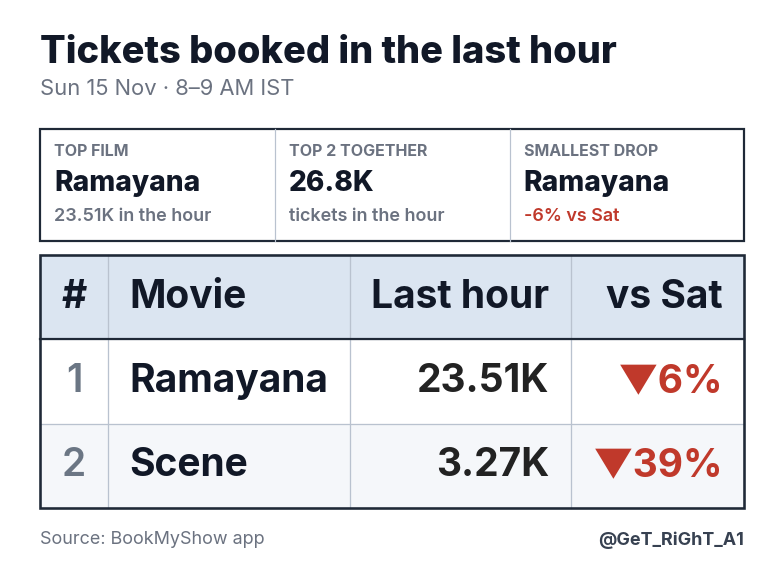 Tickets booked in the last hour
Sun 15 Nov · 8–9 AM IST
TOP FILM
Ramayana
23.51K in the hour
TOP 2 TOGETHER
26.8K
tickets in the hour
SMALLEST DROP
Ramayana
-6% vs Sat
# Movie Last hour vs Sat
1 Ramayana 23.51K ▼6%
2 Scene 3.27K ▼39%
Source: BookMyShow app
@GeT_RiGhT_A1